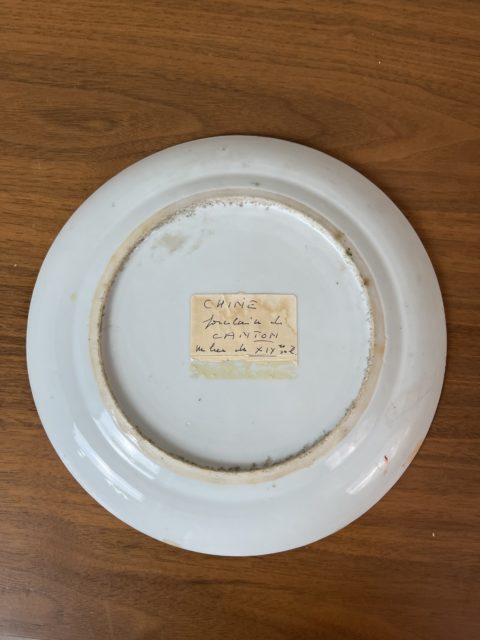 CHINE
porcelaine de
CANTON
milieu du XIX